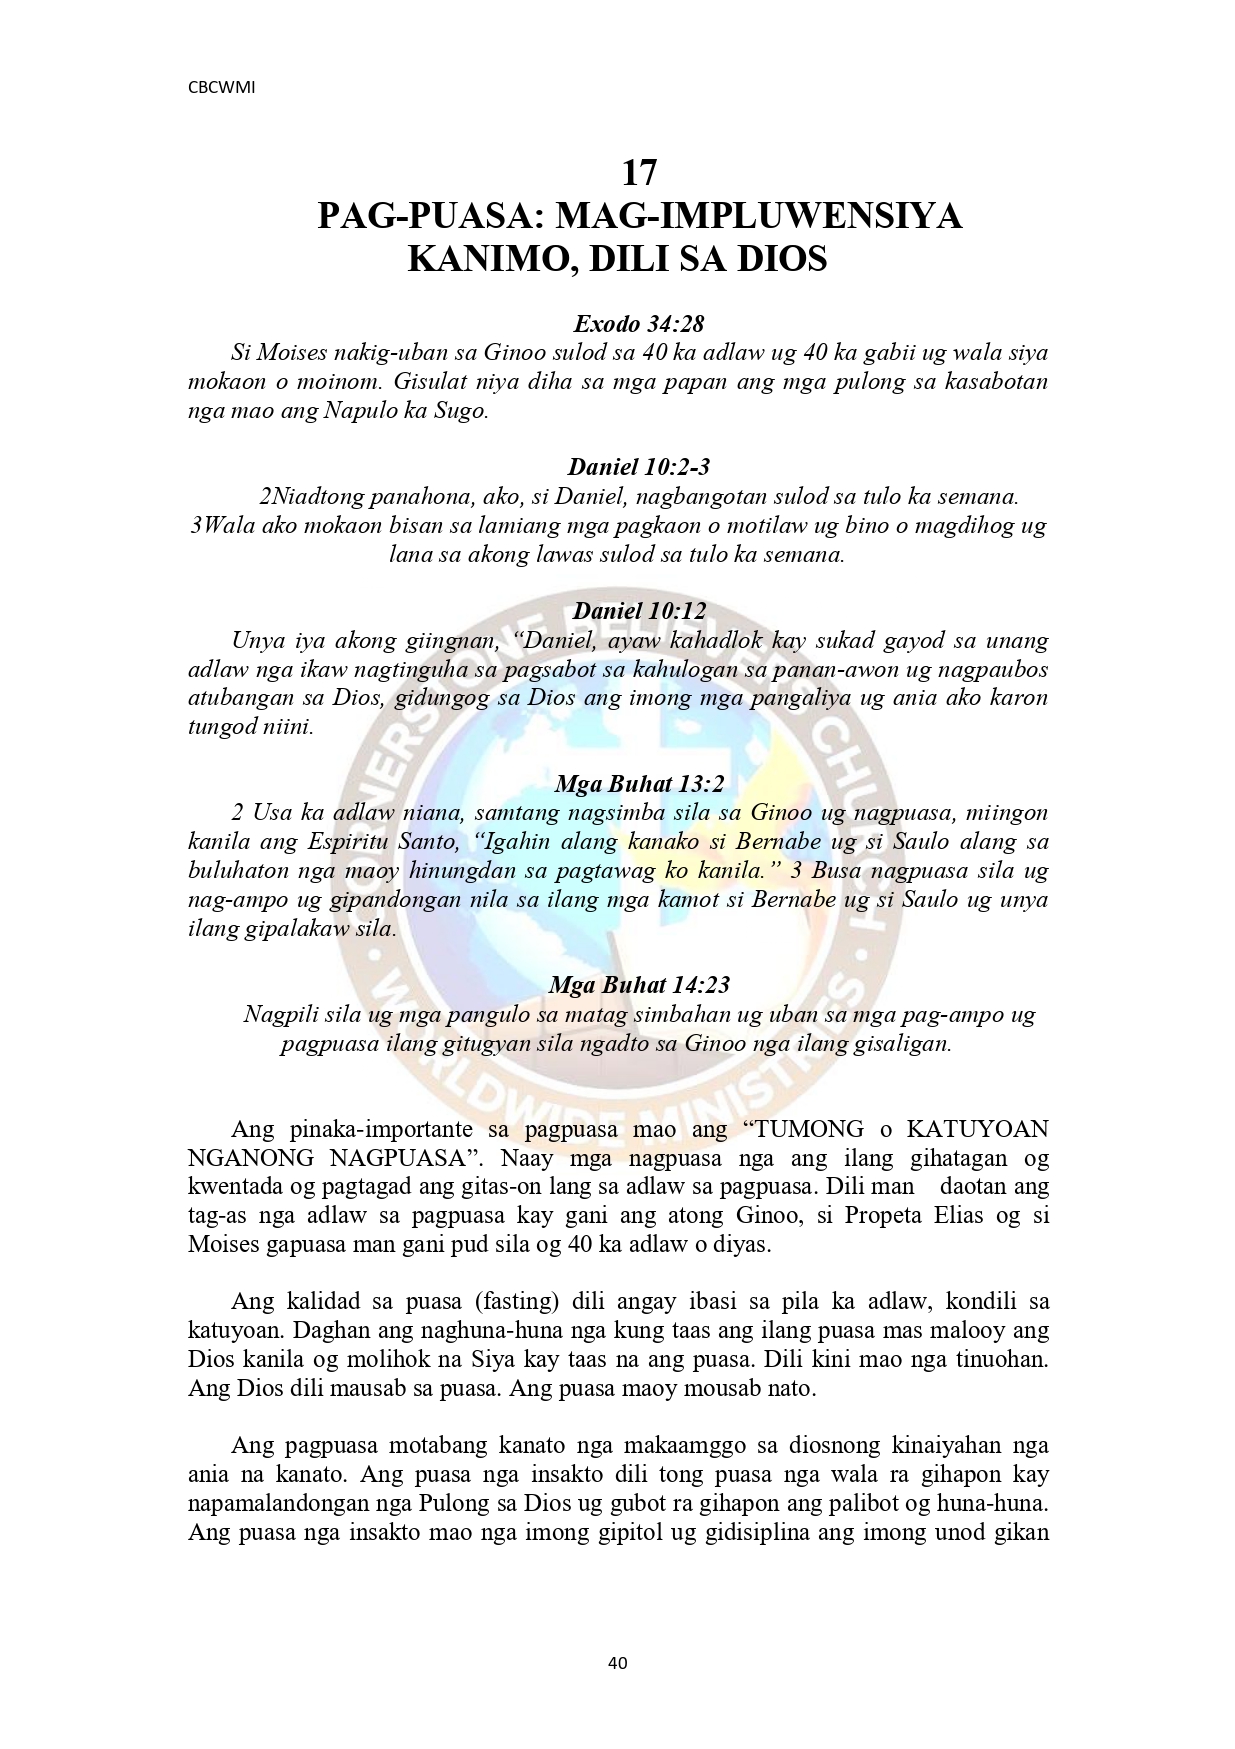 CBCWMI
17
PAG-PUASA: MAG-IMPLUWENSIYA
KANIMO, DILI SA DIOS
Exodo 34:28
Si Moises nakig-uban sa Ginoo sulod sa 40 ka adlaw ug 40 ka gabii ug wala siya
mokaon o moinom. Gisulat niya diha sa mga papan ang mga pulong sa kasabotan
nga mao ang Napulo ka Sugo.
Daniel 10:2-3
2Niadtong panahona, ako, si Daniel, nagbangotan sulod sa tulo ka semana.
3Wala ako mokaon bisan sa lamiang mga pagkaon o motilaw ug bino o magdihog ug
lana sa akong lawas sulod sa tulo ka semana.
Daniel 10:12
Unya iya akong giingnan, “Daniel, ayaw kahadlok kay sukad gayod sa unang
adlaw nga ikaw nagtinguha sa pagsabot sa kahulogan sa panan-awon ug nagpaubos
atubangan sa Dios, gidungog sa Dios ang imong mga pangaliya ug ania ako karon
tungod niini.
Mga Buhat 13:2
2 Usa ka adlaw niana, samtang nagsimba sila sa Ginoo ug nagpuasa, miingon
kanila ang Espiritu Santo, “Igahin alang kanako si Bernabe ug si Saulo alang sa
buluhaton nga maoy hinungdan sa pagtawag ko kanila.” 3 Busa nagpuasa sila ug
nag-ampo ug gipandongan nila sa ilang mga kamot si Bernabe ug si Saulo ug unya
ilang gipalakaw sila.
Mga Buhat 14:23
Nagpili sila ug mga pangulo sa matag simbahan ug uban sa mga pag-ampo ug
pagpuasa ilang gitugyan sila ngadto sa Ginoo nga ilang gisaligan.
Ang pinaka-importante sa pagpuasa mao ang “TUMONG o KATUYOAN
NGANONG NAGPUASA”. Naay mga nagpuasa nga ang ilang gihatagan og
kwentada og pagtagad ang gitas-on lang sa adlaw sa pagpuasa. Dili man daotan ang
tag-as nga adlaw sa pagpuasa kay gani ang atong Ginoo, si Propeta Elias og si
Moises gapuasa man gani pud sila og 40 ka adlaw o diyas.
Ang kalidad sa puasa (fasting) dili angay ibasi sa pila ka adlaw, kondili sa
katuyoan. Daghan ang naghuna-huna nga kung taas ang ilang puasa mas malooy ang
Dios kanila og molihok na Siya kay taas na ang puasa. Dili kini mao nga tinuohan.
Ang Dios dili mausab sa puasa. Ang puasa maoy mousab nato.
Ang pagpuasa motabang kanato nga makaamggo sa diosnong kinaiyahan nga
ania na kanato. Ang puasa nga insakto dili tong puasa nga wala ra gihapon kay
napamalandongan nga Pulong sa Dios ug gubot ra gihapon ang palibot og huna-huna.
Ang puasa nga insakto mao nga imong gipitol ug gidisiplina ang imong unod gikan
CORNERSTONE BELIEVERS CHURCH
WORLDWIDE MINISTRIES
40